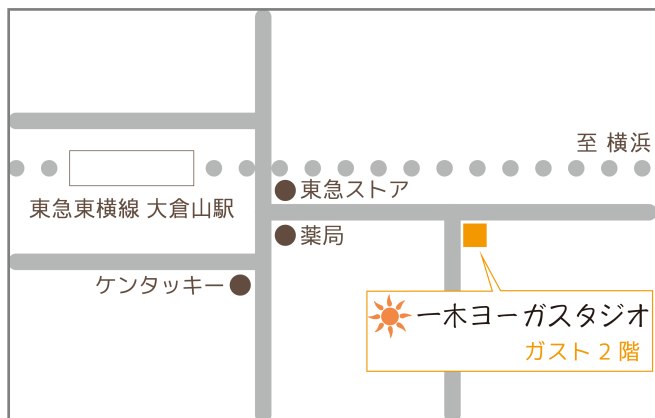 至 横浜
東急ストア
東急東横線 大倉山駅
薬局
ケンタッキー
一木ヨーガスタジオ
ガスト 2 階